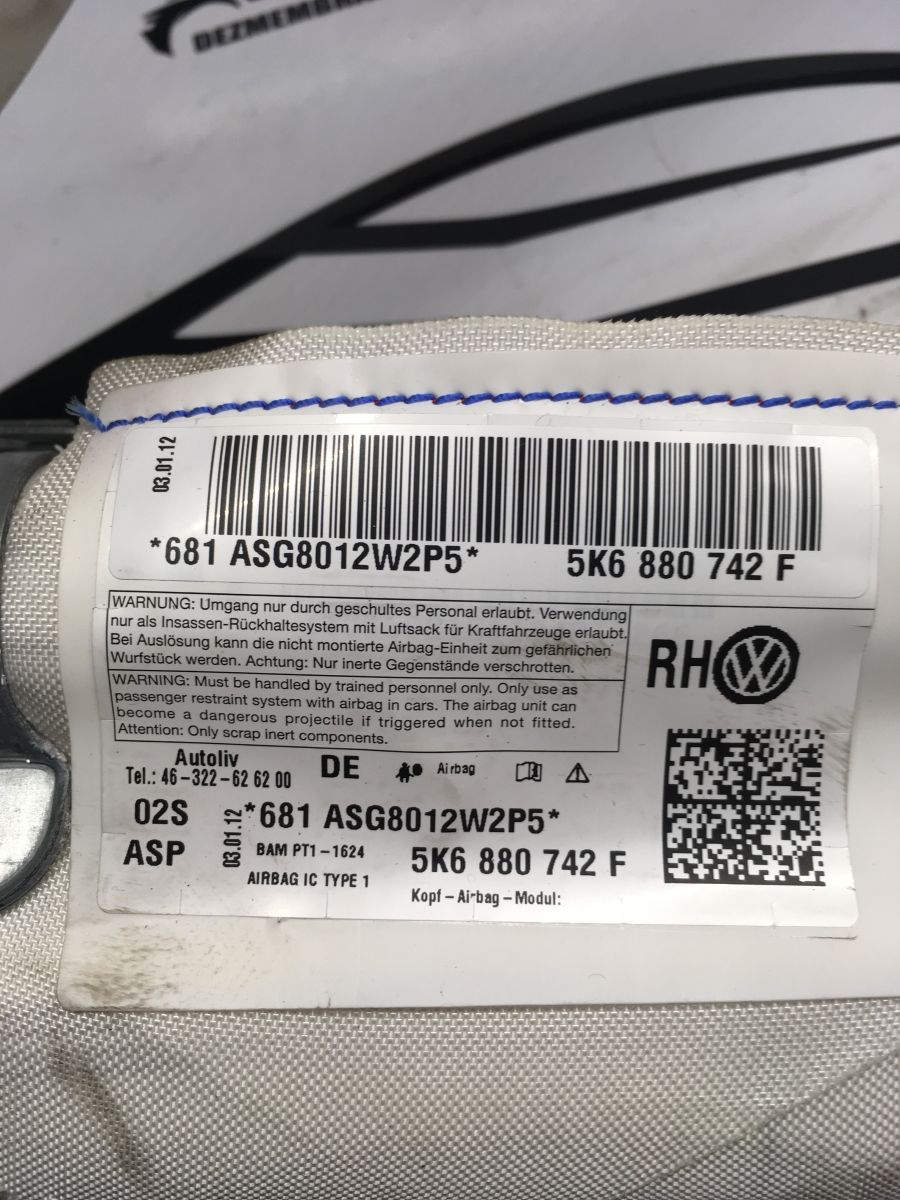 03.01.12
*681 ASG8012W2P5* 5K6 880 742 F
WARNUNG: Umgang nur durch geschultes Personal erlaubt. Verwendung
nur als Insassen-Rückhaltesystem mit Luftsack für Kraftfahrzeuge erlaubt.
Bei Auslösung kann die nicht montierte Airbag-Einheit zum gefährlichen
Wurfstück werden. Achtung: Nur inerte Gegenstände verschrotten.
WARNING: Must be handled by trained personnel only. Only use as
passenger restraint system with airbag in cars. The airbag unit can
become a dangerous projectile if triggered when not fitted.
Attention: Only scrap inert components.
RH
Autoliv
Tel.: 46-322-62 62 00
DE
Airbag
02S
03.01.12
*681 ASG8012W2P5*
ASP
BAM PT1-1624
5K6 880 742 F
AIRBAG IC TYPE 1
Kopf-Airbag-Modul: